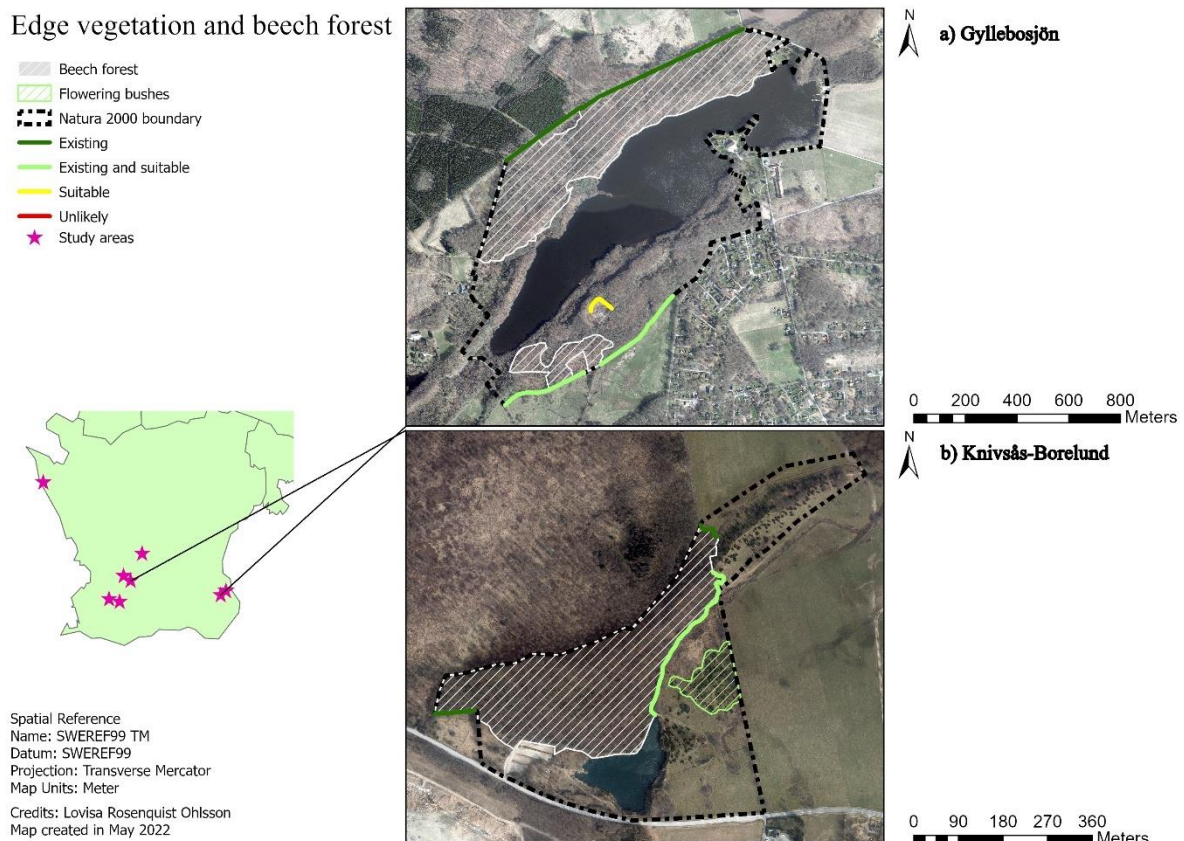 Edge vegetation and beech forest
Beech forest
Flowering bushes
Natura 2000 boundary
Existing
Existing and suitable
Suitable
Unlikely
Study areas
N
a) Gyllebosjön
0 200 400 600 800
Meters
N
b) Knivsås-Borelund
0 90 180 270 360
Meters
Spatial Reference
Name: SWEREF99 TM
Datum: SWEREF99
Projection: Transverse Mercator
Map Units: Meter
Credits: Lovisa Rosenquist Ohlsson
Map created in May 2022